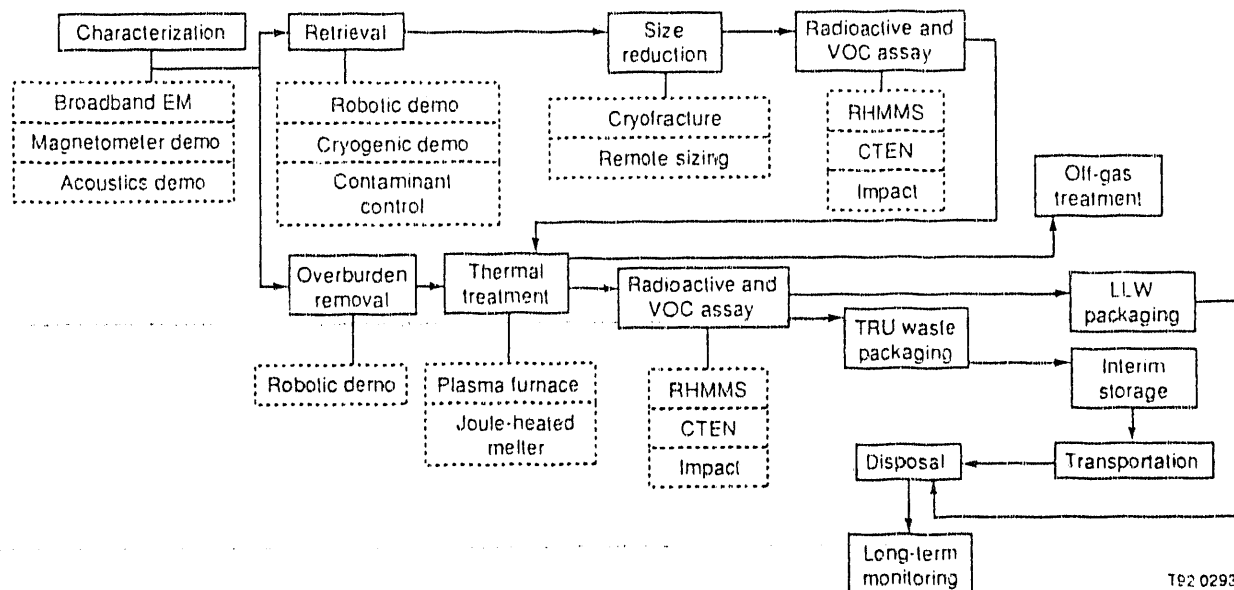 Characterization
Retrieval
Size
reduction
Radioactive and
VOC assay
Broadband EM
Magnetometer demo
Acoustics demo
Robotic demo
Cryogenic demo
Contaminant
control
Cryofracture
Remote sizing
RHMMS
CTEN
Impact
Off-gas
treatment
Overburden
removal
Thermal
treatment
Radioactive and
VOC assay
LLW
packaging
TRU waste
packaging
Interim
storage
Robotic demo
Plasma furnace
Joule-heated
melter
RHMMS
CTEN
Impact
Disposal
Transportation
Long-term
monitoring
T92 0293